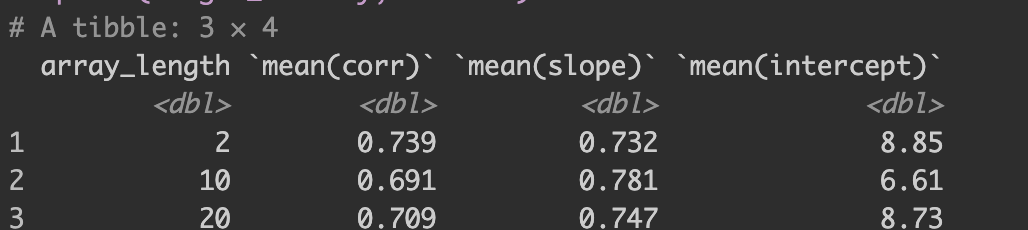 # A tibble: 3 × 4
array_length `mean(corr)` `mean(slope)` `mean(intercept)`
<dbl> <dbl> <dbl> <dbl>
1 2 0.739 0.732 8.85
2 10 0.691 0.781 6.61
3 20 0.709 0.747 8.73